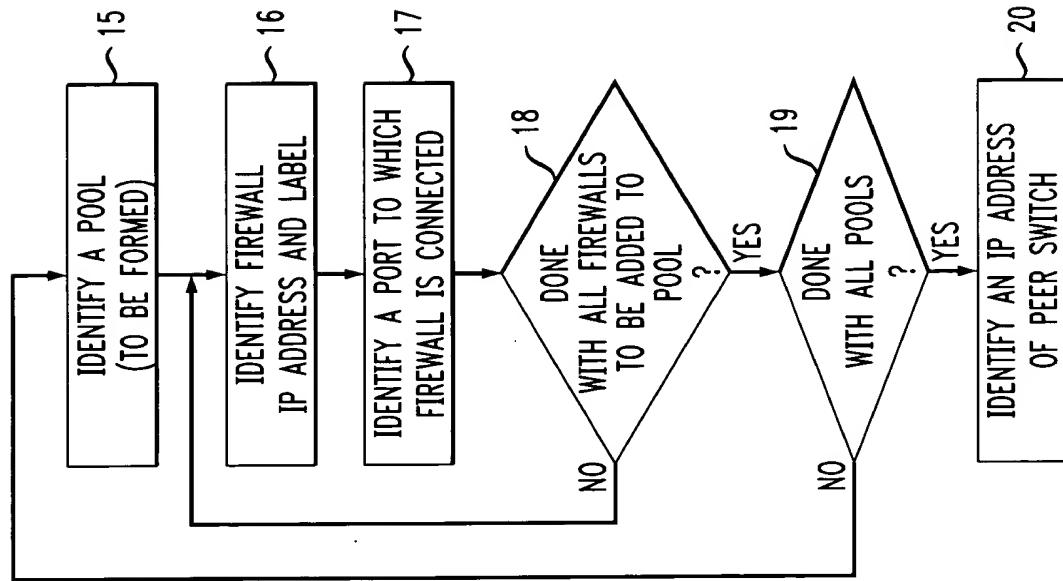 15
IDENTIFY A POOL
(TO BE FORMED)
16
IDENTIFY FIREWALL
IP ADDRESS AND LABEL
17
IDENTIFY A PORT TO WHICH
FIREWALL IS CONNECTED
18
DONE
WITH ALL FIREWALLS
TO BE ADDED TO
POOL
?
NO
YES
19
DONE
WITH ALL POOLS
?
NO
YES
20
IDENTIFY AN IP ADDRESS
OF PEER SWITCH